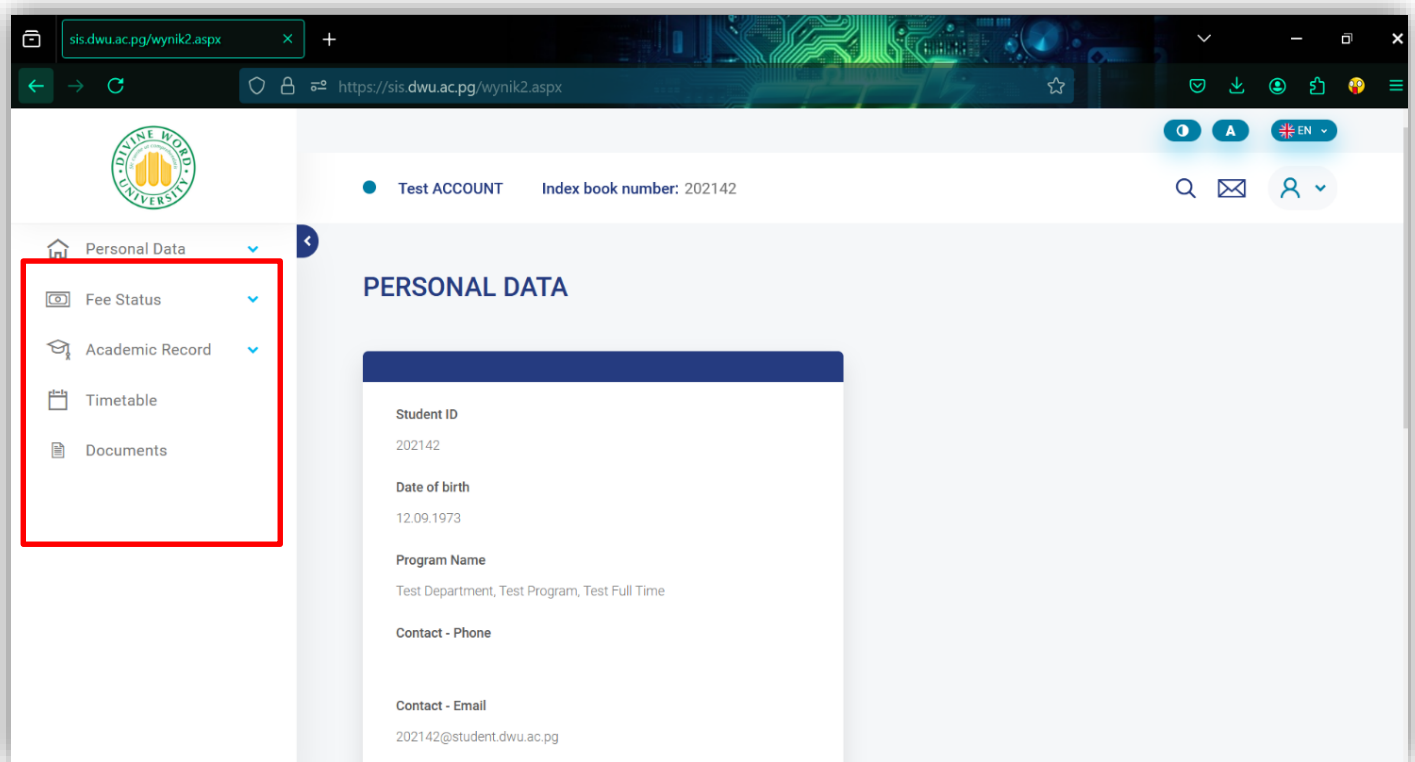 sis.dwu.ac.pg/wynik2.aspx
https://sis.dwu.ac.pg/wynik2.aspx
DIVINE WORD
UNIVERSITY
A
EN
Test ACCOUNT Index book number: 202142
Personal Data
Fee Status
Academic Record
Timetable
Documents
PERSONAL DATA
Student ID
202142
Date of birth
12.09.1973
Program Name
Test Department, Test Program, Test Full Time
Contact - Phone
Contact - Email
202142@student.dwu.ac.pg